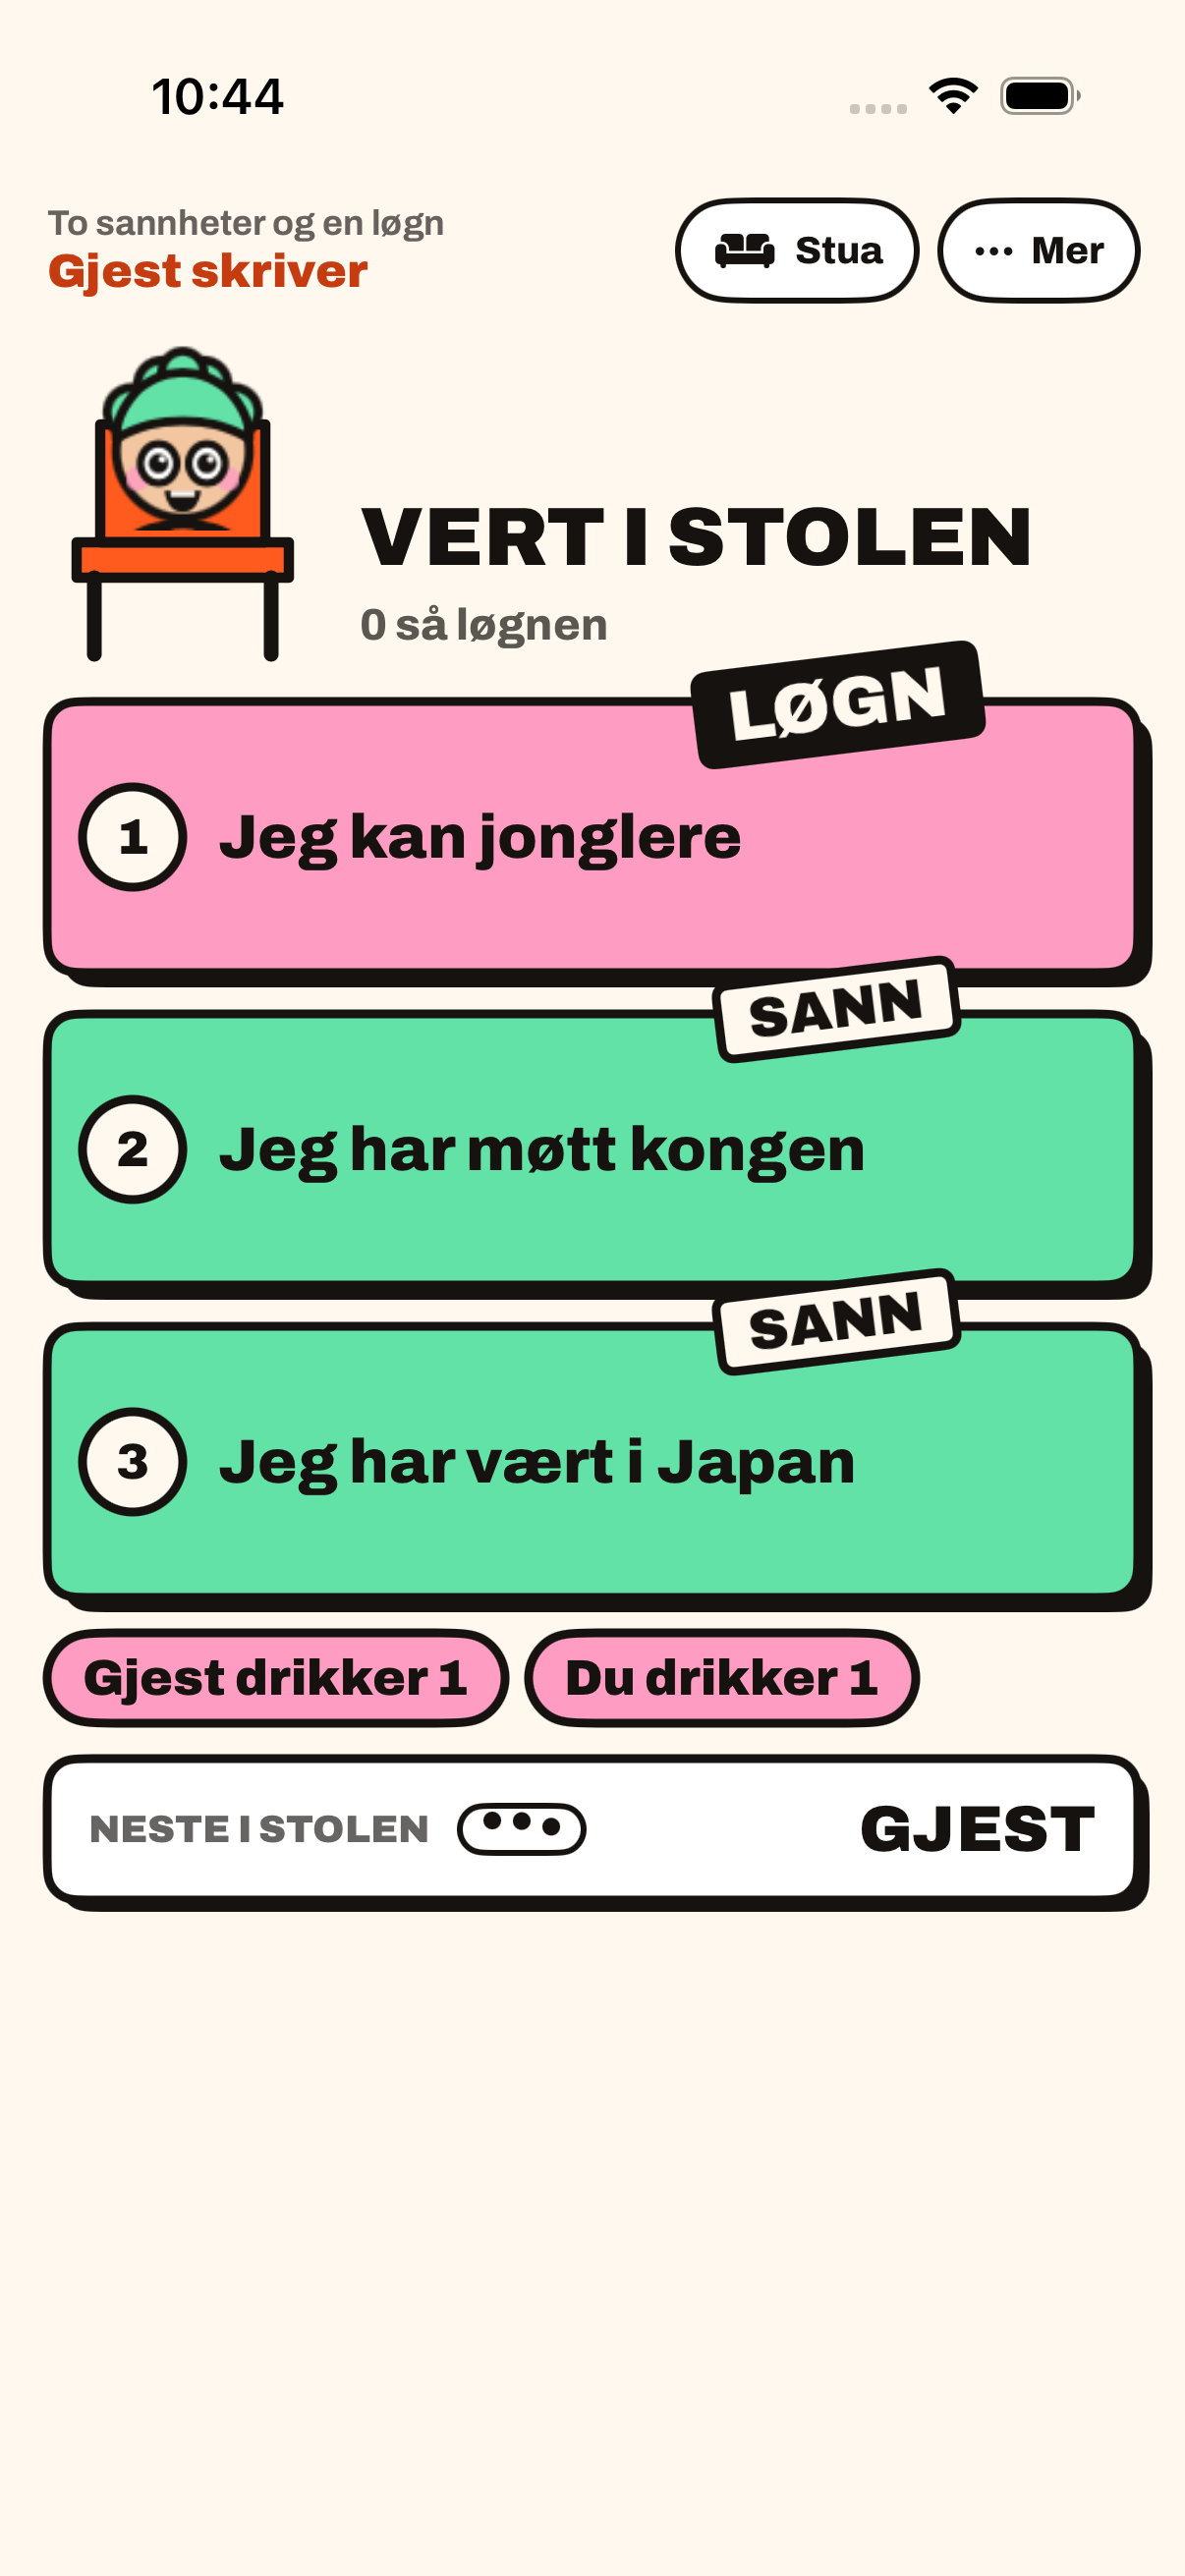 10:44
To sannheter og en løgn
Gjest skriver
Stua
Mer
VERT I STOLEN
0 så løgnen
LØGN
1 Jeg kan jonglere
SANN
2 Jeg har møtt kongen
SANN
3 Jeg har vært i Japan
Gjest drikker 1 Du drikker 1
NESTE I STOLEN GJEST